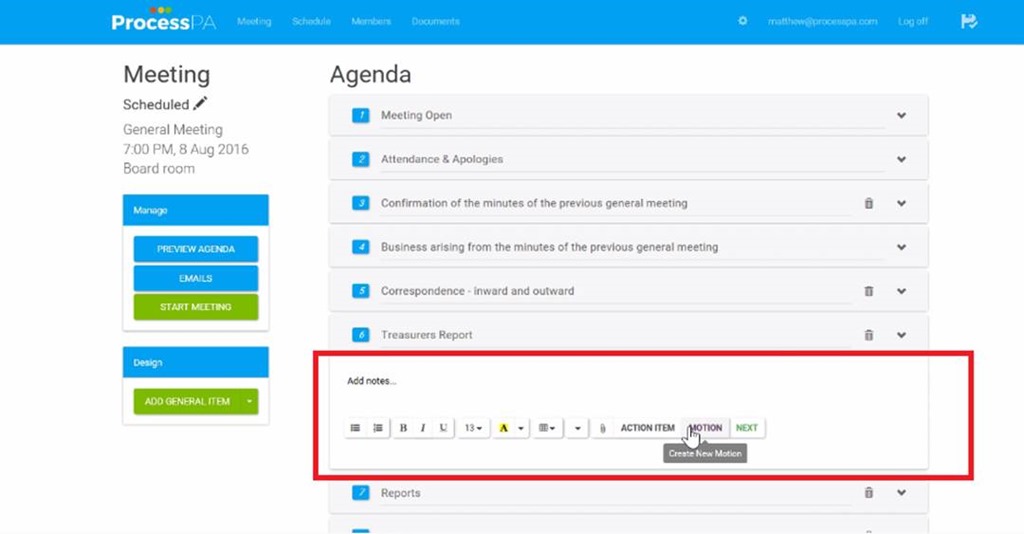 ProcessPA Meeting Schedule Members Documents matthew@processpa.com Log off
Meeting
Scheduled
General Meeting
7:00 PM, 8 Aug 2016
Board room
Manage
PREVIEW AGENDA
EMAILS
START MEETING
Design
ADD GENERAL ITEM
Agenda
1 Meeting Open
2 Attendance & Apologies
3 Confirmation of the minutes of the previous general meeting
4 Business arising from the minutes of the previous general meeting
5 Correspondence - inward and outward
6 Treasurers Report
Add notes...
B I U 13 A ACTION ITEM MOTION NEXT
Create New Motion
7 Reports